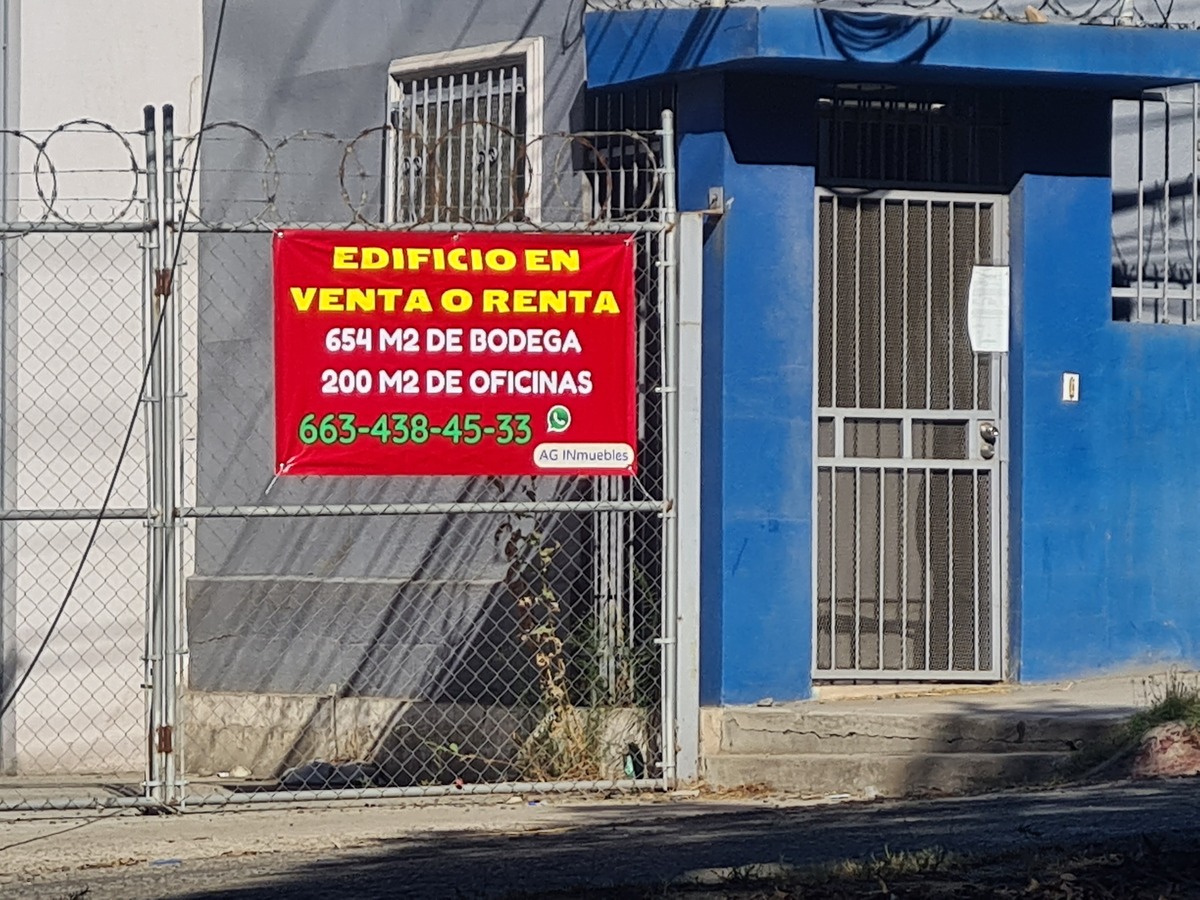 EDIFICIO EN
VENTA O RENTA
654 M2 DE BODEGA
200 M2 DE OFICINAS
663-438-45-33
AG INmuebles